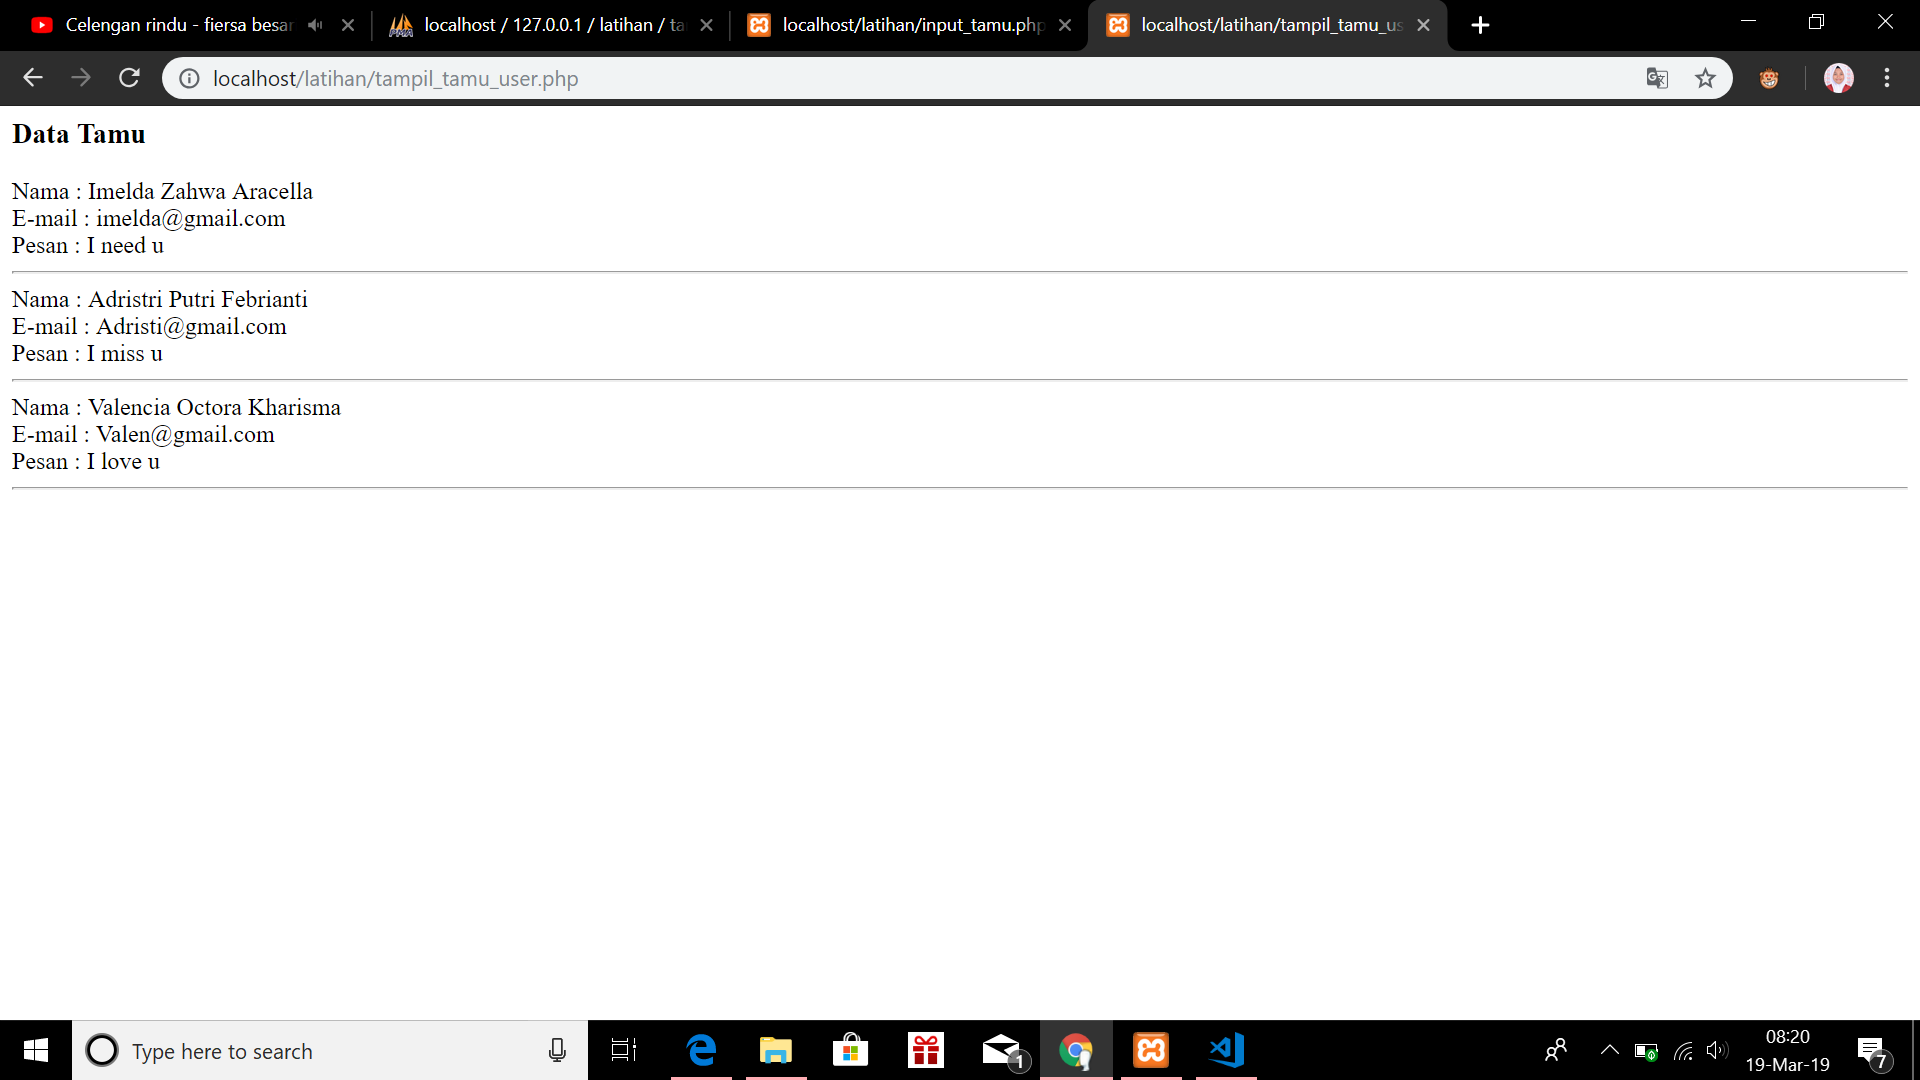 Celengan rindu - fiersa besar
localhost / 127.0.0.1 / latihan / ta
localhost/latihan/input_tamu.php
localhost/latihan/tampil_tamu_us
localhost/latihan/tampil_tamu_user.php
Data Tamu
Nama : Imelda Zahwa Aracella
E-mail : imelda@gmail.com
Pesan : I need u
Nama : Adristri Putri Febrianti
E-mail : Adristi@gmail.com
Pesan : I miss u
Nama : Valencia Octora Kharisma
E-mail : Valen@gmail.com
Pesan : I love u
Type here to search
1
08:20
19-Mar-19
7